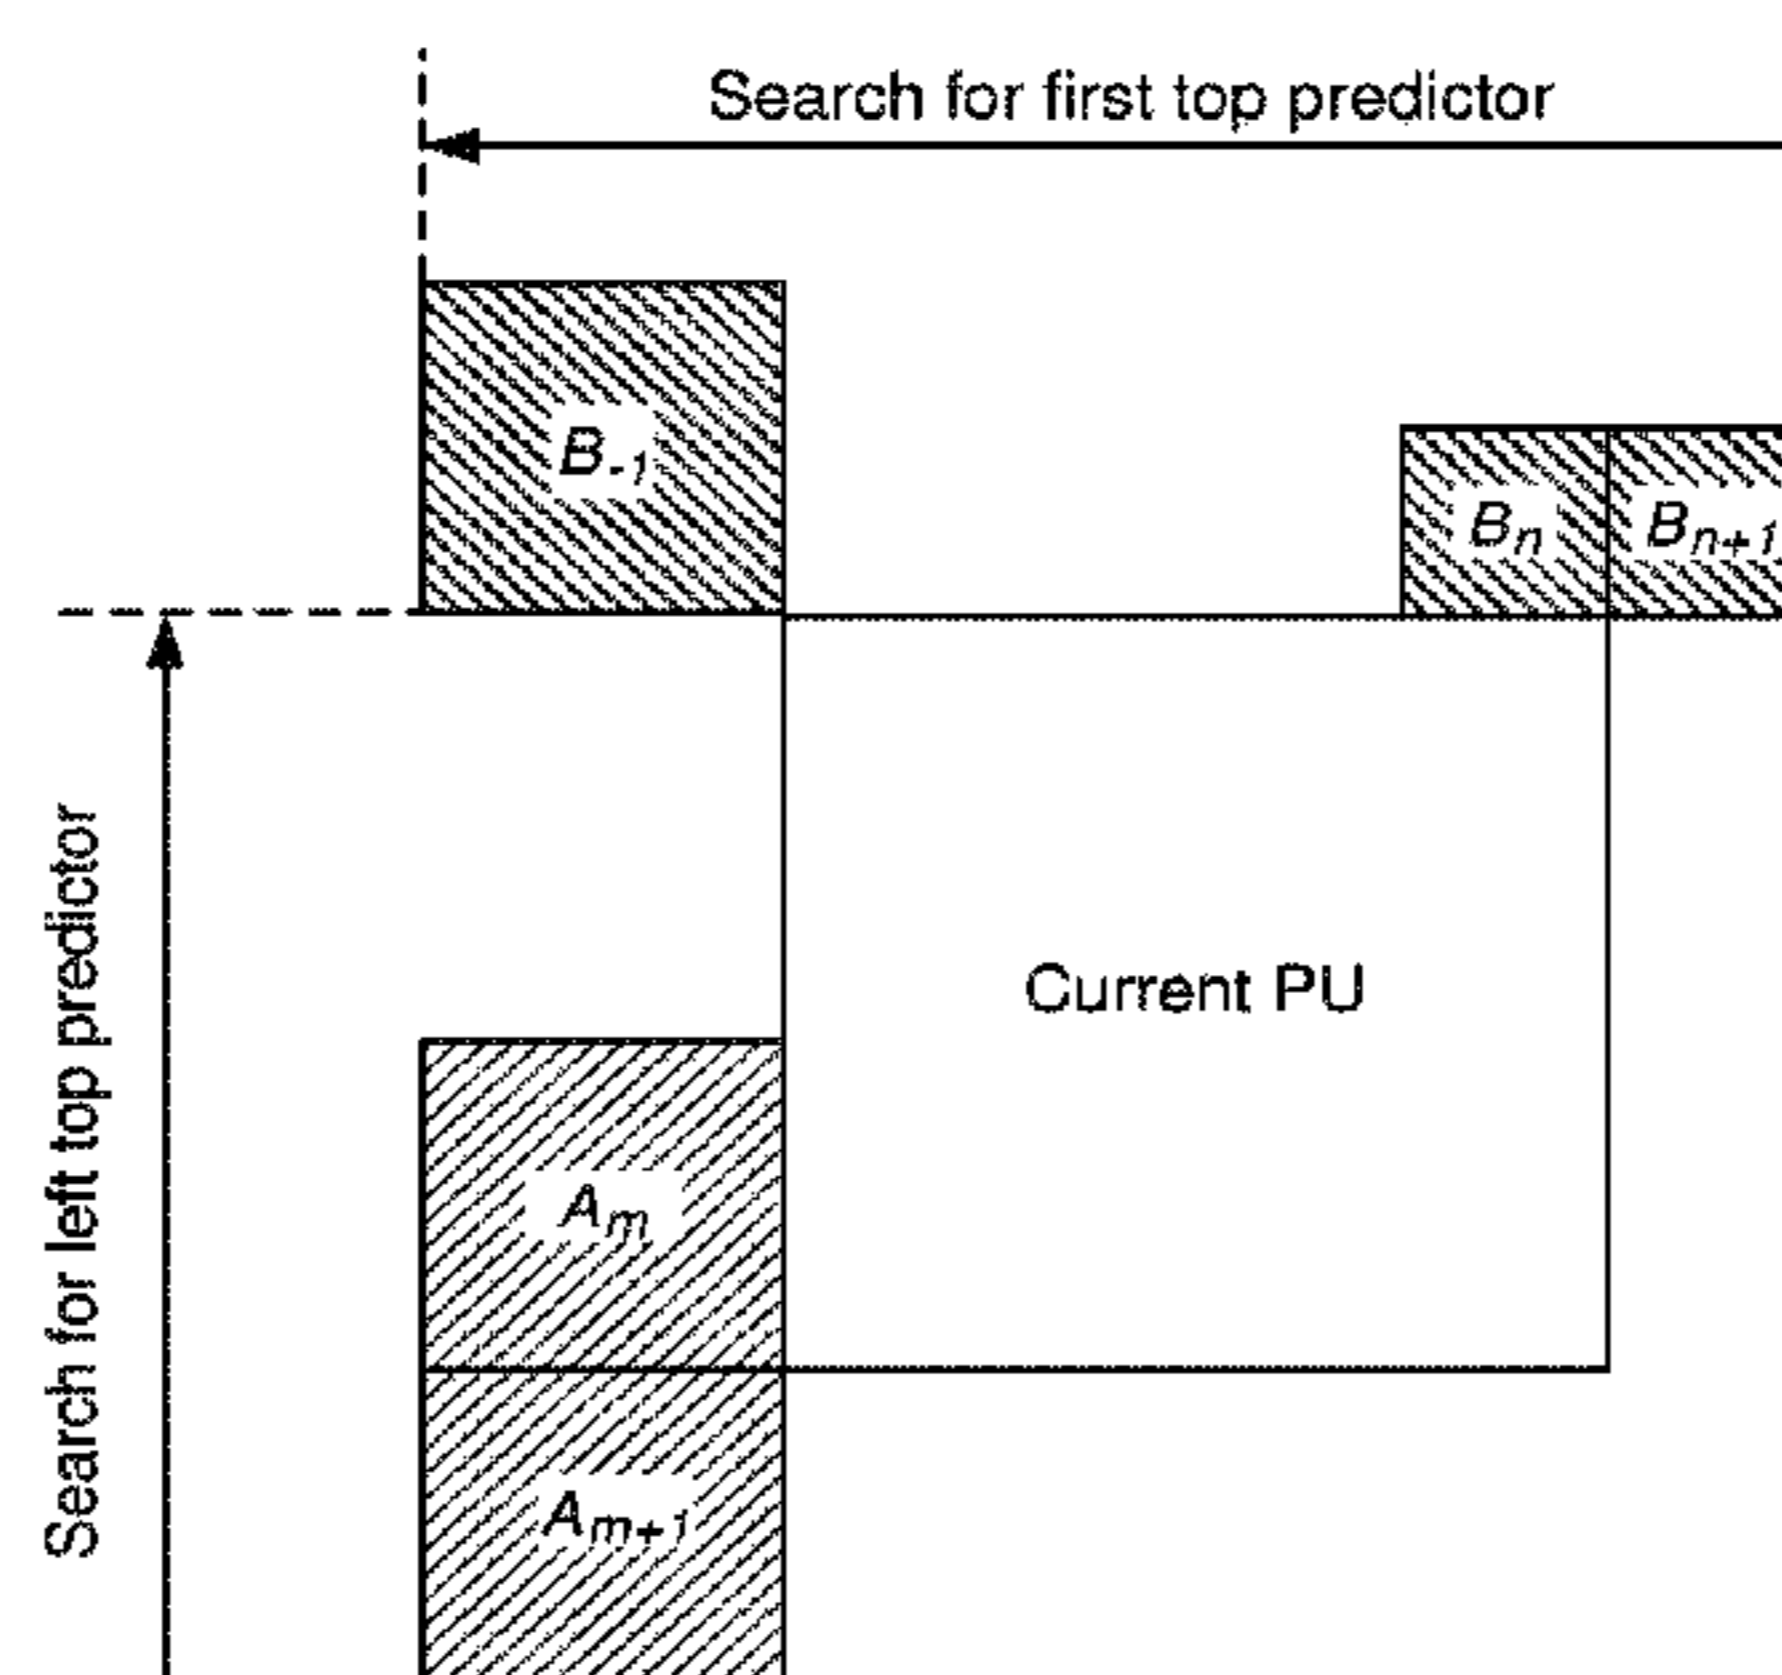 Search for first top predictor
B-1
Bn
Bn+1
Search for left top predictor
Current PU
Am
Am+1